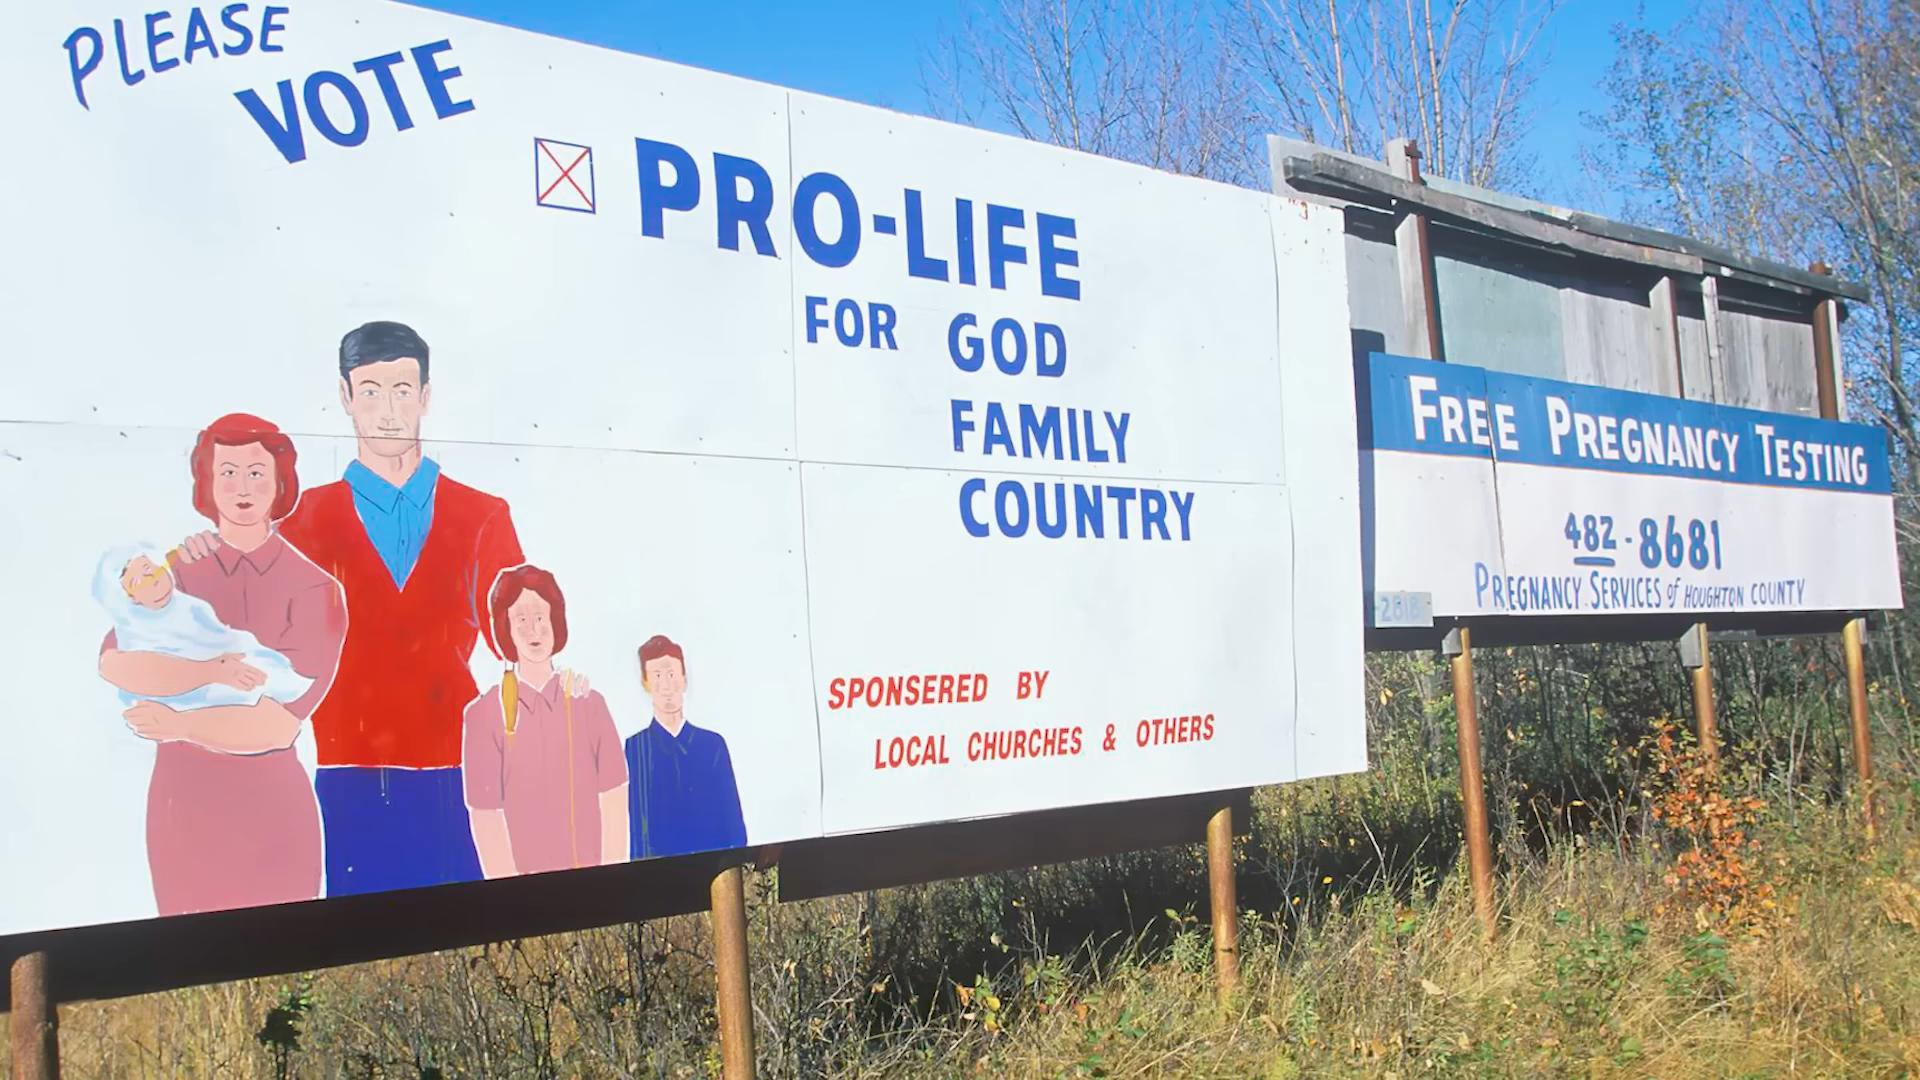 PLEASE
VOTE
PRO-LIFE
FOR GOD
FAMILY
COUNTRY
SPONSERED BY
LOCAL CHURCHES & OTHERS
FREE PREGNANCY TESTING
482-8681
PREGNANCY SERVICES of HOUGHTON COUNTY